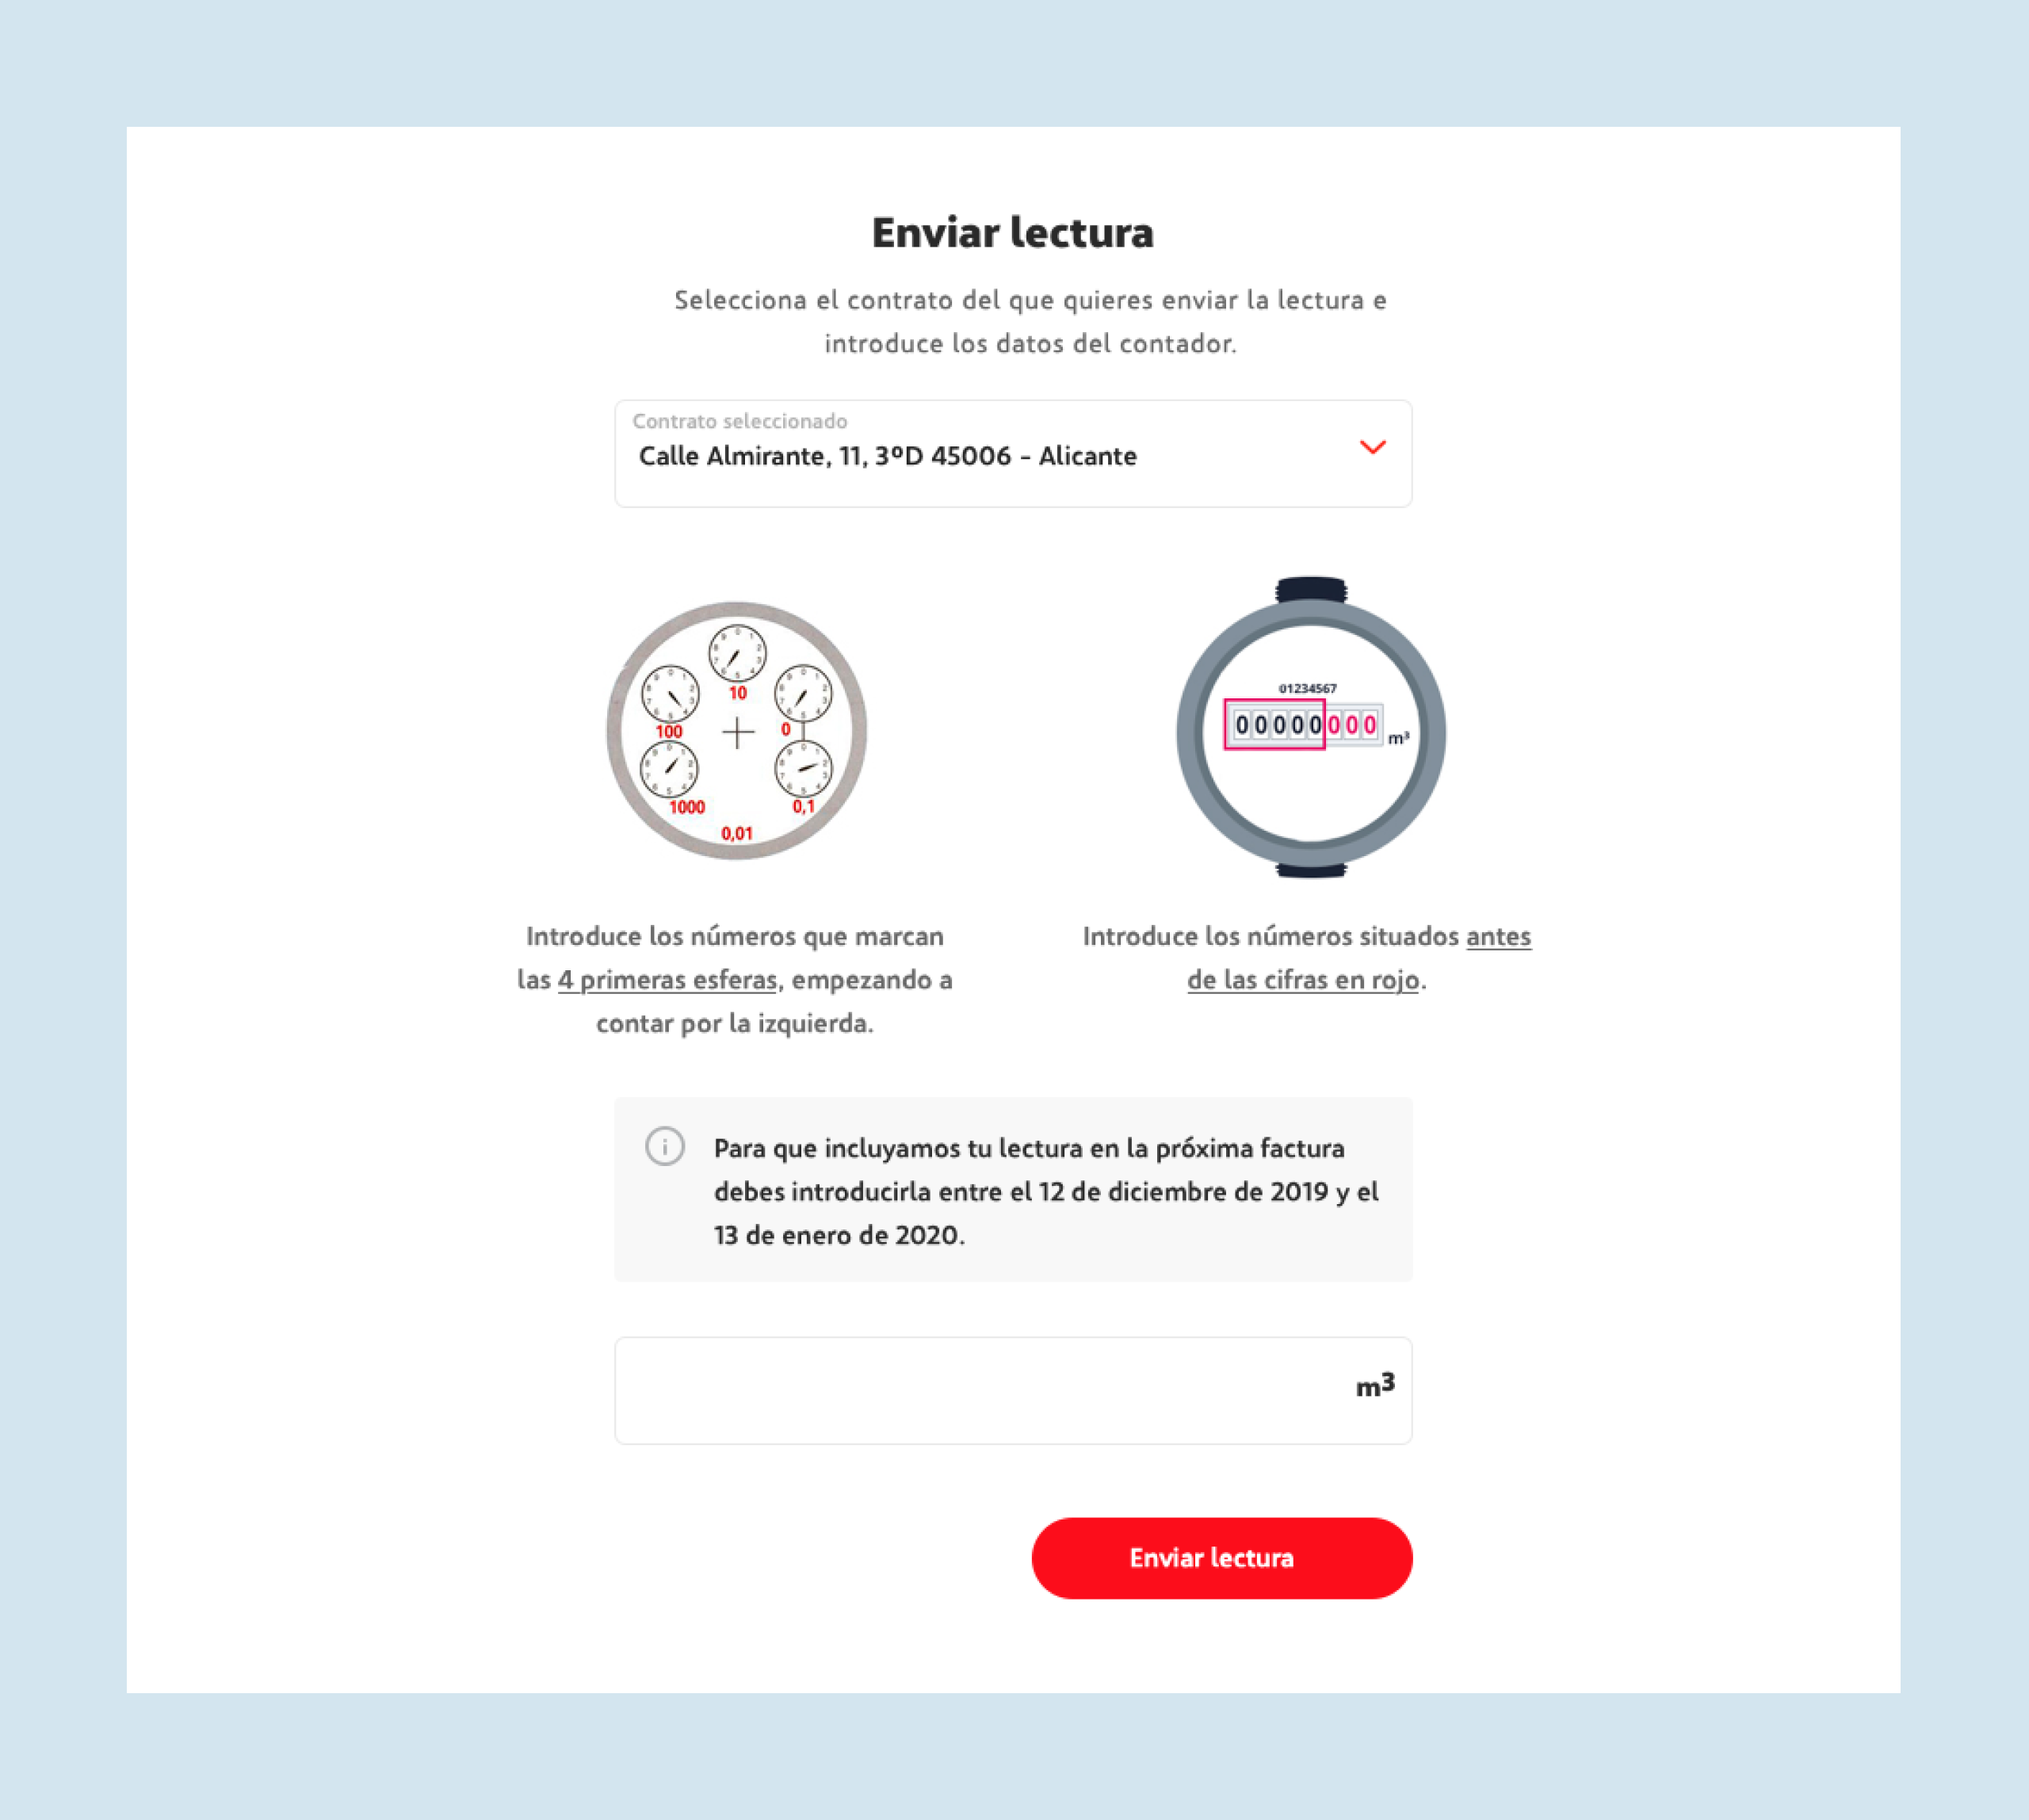 Enviar lectura
Selecciona el contrato del que quieres enviar la lectura e
introduce los datos del contador.
Contrato seleccionado
Calle Almirante, 11, 3ºD 45006 - Alicante
10
100
0
1000
0,1
0,01
01234567
00000000
m³
Introduce los números que marcan
las 4 primeras esferas, empezando a
contar por la izquierda.
Introduce los números situados antes
de las cifras en rojo.
Para que incluyamos tu lectura en la próxima factura
debes introducirla entre el 12 de diciembre de 2019 y el
13 de enero de 2020.
m³
Enviar lectura